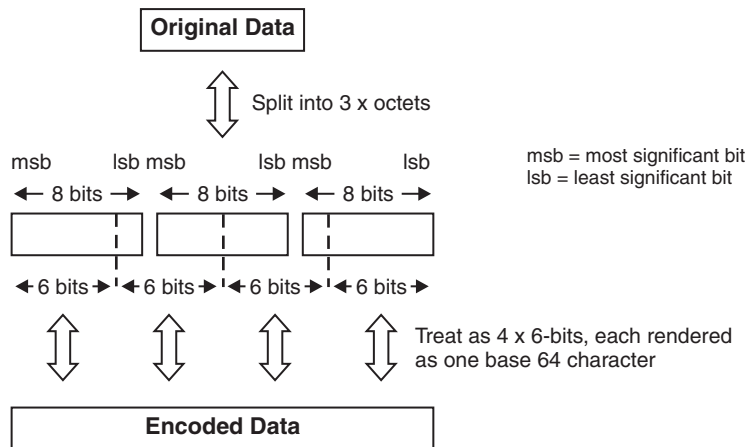 Original Data
Split into 3 x octets
msb lsb msb lsb msb lsb
msb = most significant bit
lsb = least significant bit
8 bits 8 bits 8 bits
6 bits 6 bits 6 bits 6 bits
Treat as 4 x 6-bits, each rendered
as one base 64 character
Encoded Data